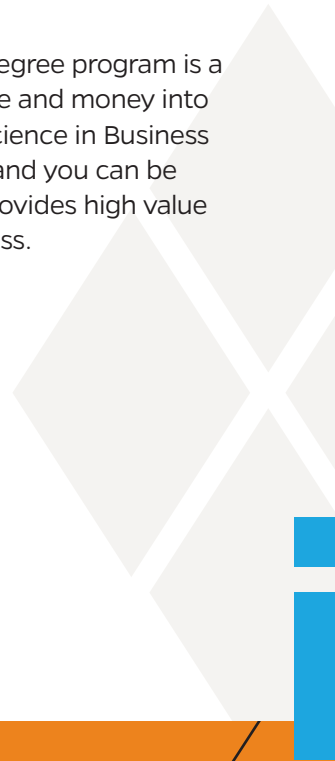 egree program is a
e and money into
cience in Business
and you can be
ovides high value
ss.